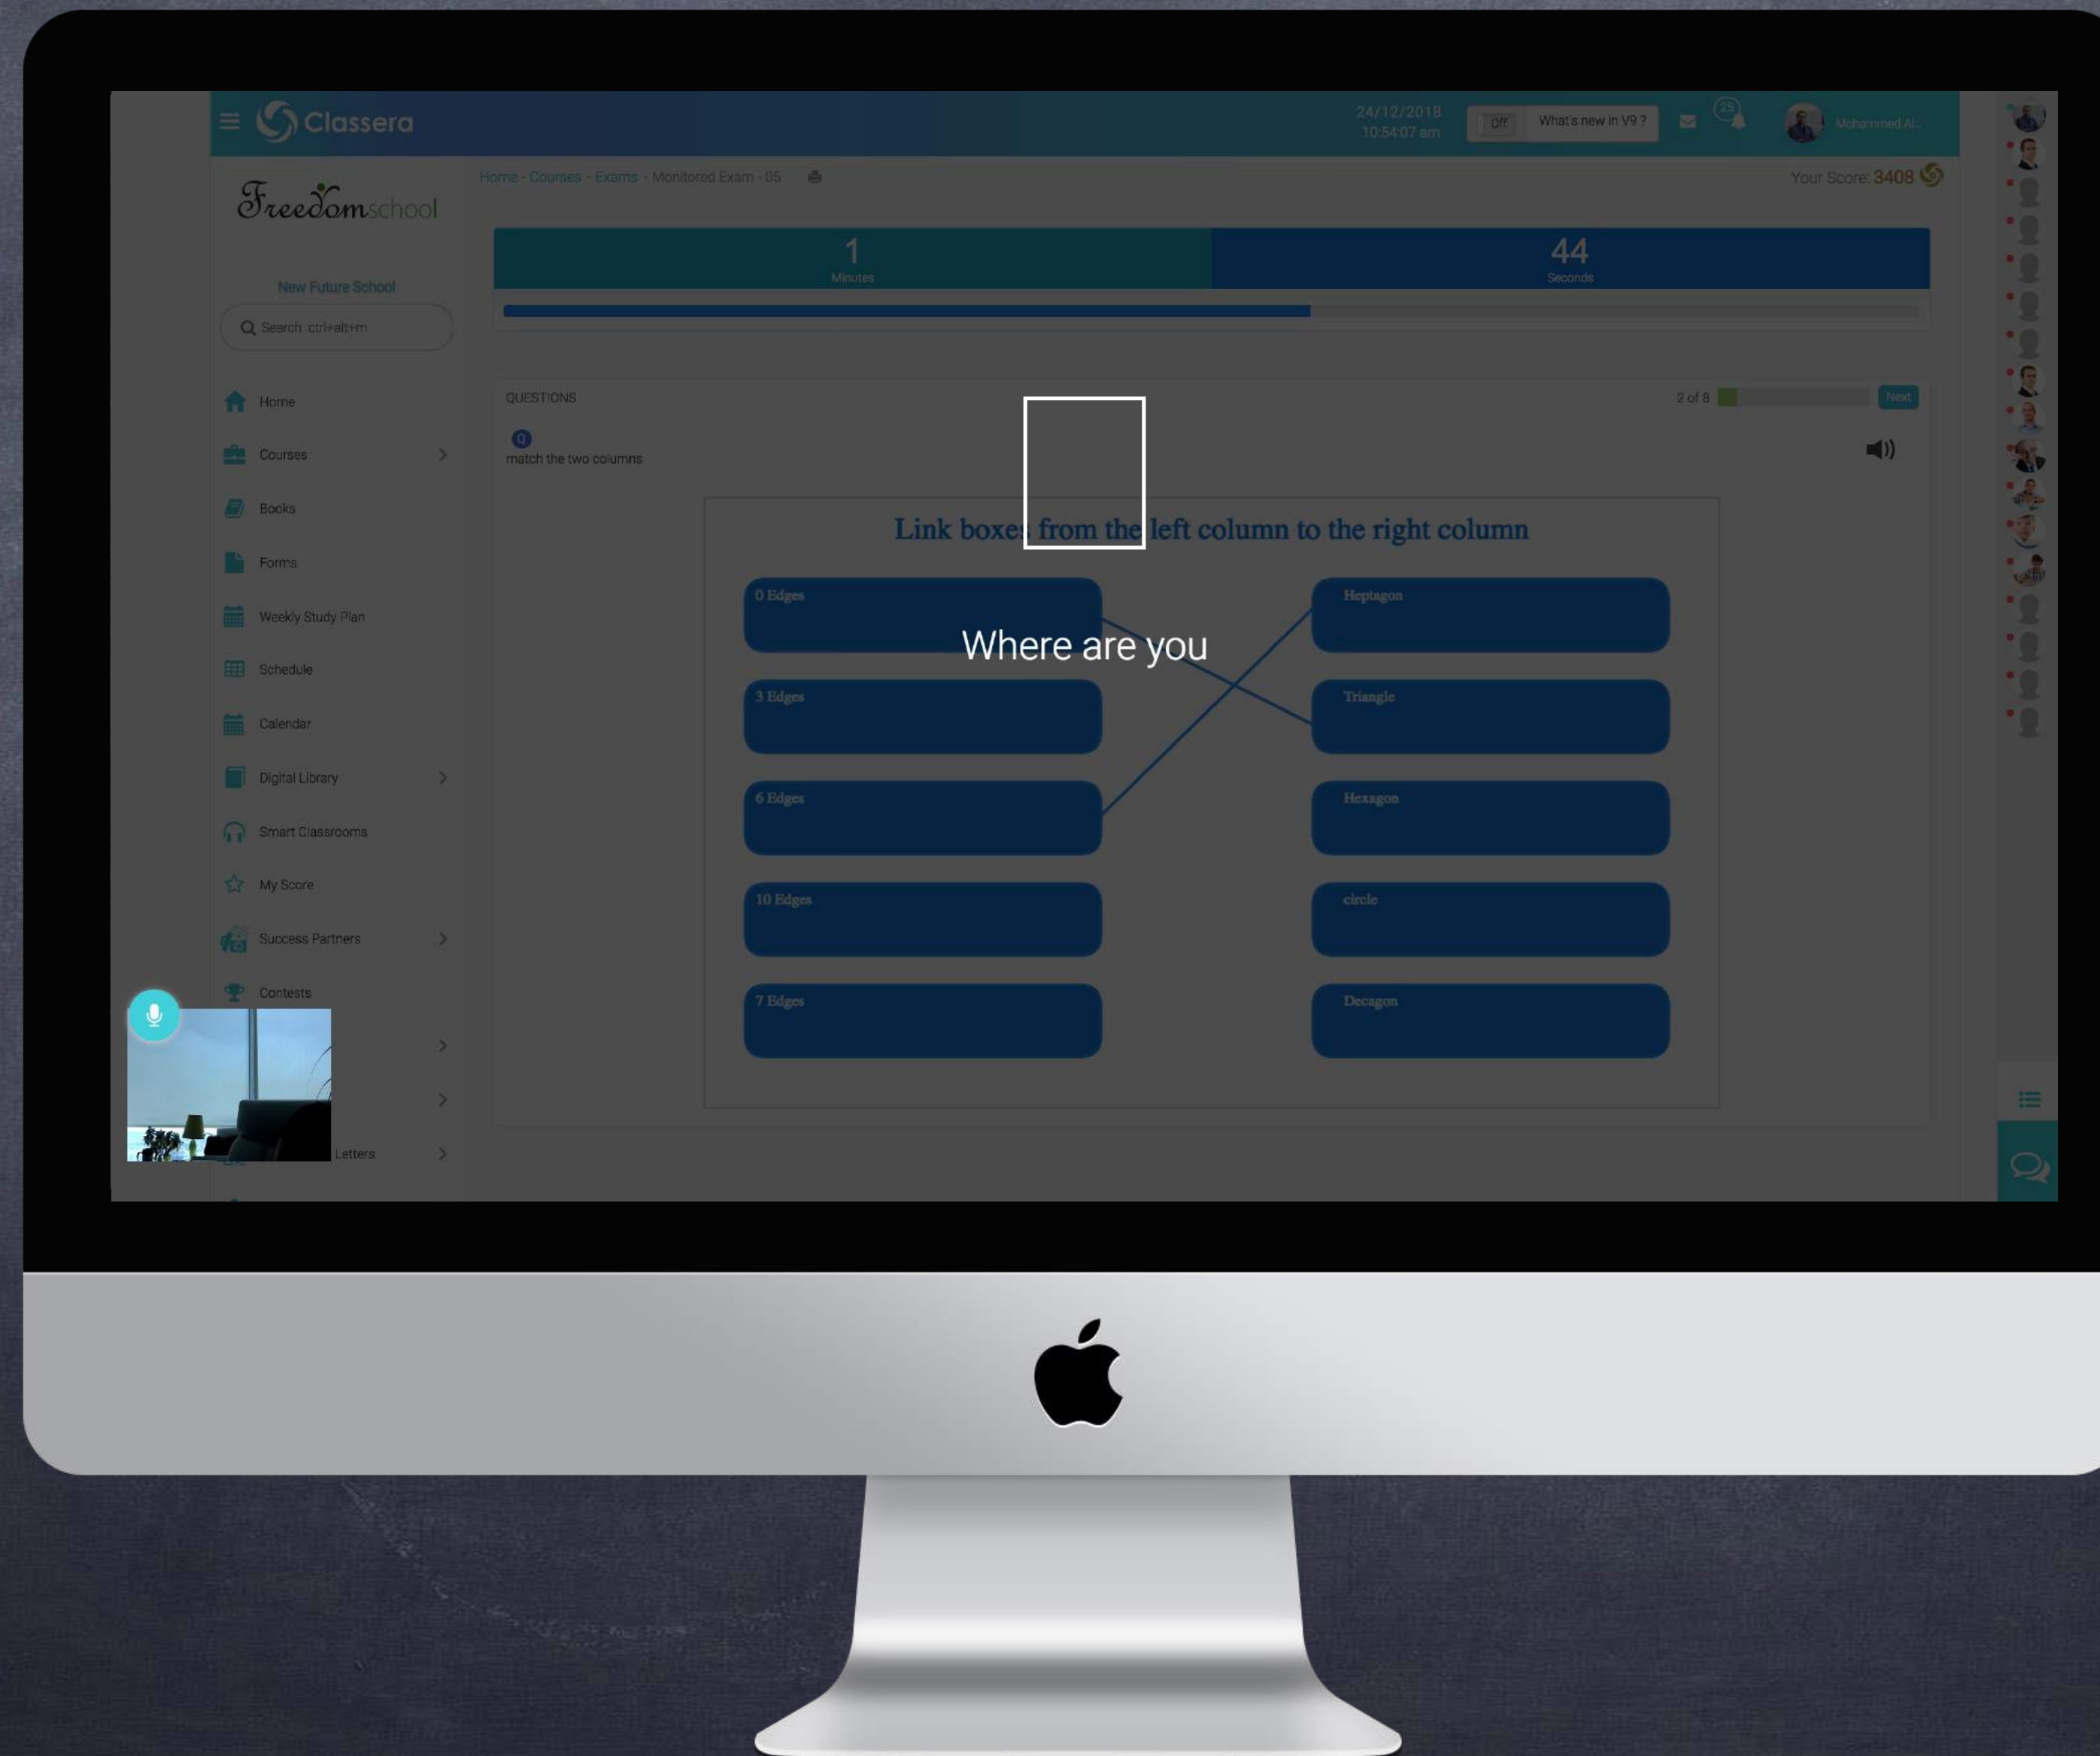 Classera
24/12/2018
10:54:07 am
Off
What's new in V9 ?
25
Mohammed Al...
Freedomschool
Home - Courses - Exams - Monitored Exam - 05
Your Score: 3408
1
Minutes
44
Seconds
New Future School
Search ctrl+alt+m
Home
Courses
Books
Forms
Weekly Study Plan
Schedule
Calendar
Digital Library
Smart Classrooms
My Score
Success Partners
Contests
Letters
QUESTIONS
2 of 8
Next
Q
match the two columns
Link boxes from the left column to the right column
0 Edges
Heptagon
Where are you
3 Edges
Triangle
6 Edges
Hexagon
10 Edges
circle
7 Edges
Decagon